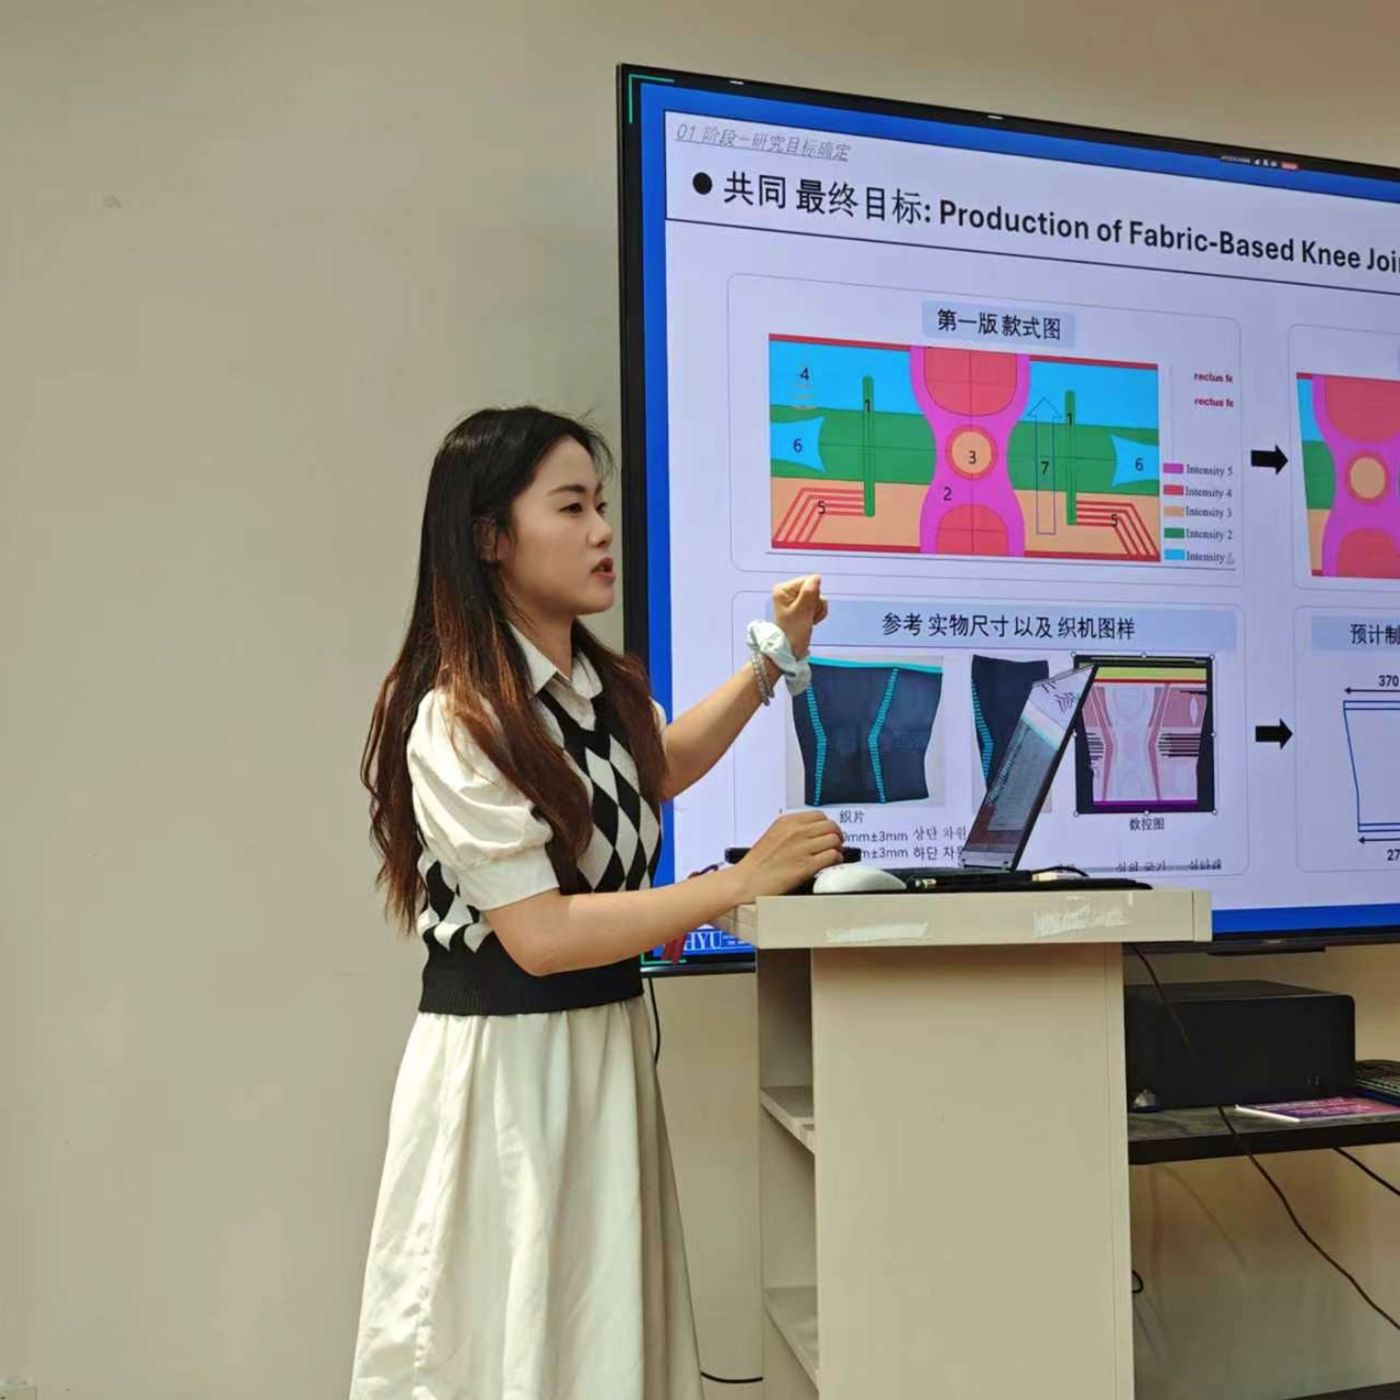 01 阶段一研究目标确定
● 共同 最终目标: Production of Fabric-Based Knee Joi
第一版款式图
4
6
1
5
3
2
7
1
6
5
rectus fe
rectus fe
Intensity 5
Intensity 4
Intensity 3
Intensity 2
Intensity
参考 实物尺寸以及 织机图样
织片
0mm±3mm 상단 차원
m±3mm 하단 차원
数控图
预计制
370
27
HYU